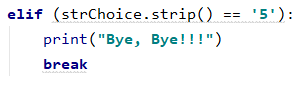 elif (strChoice.strip() == '5'):
    print("Bye, Bye!!!")
    break